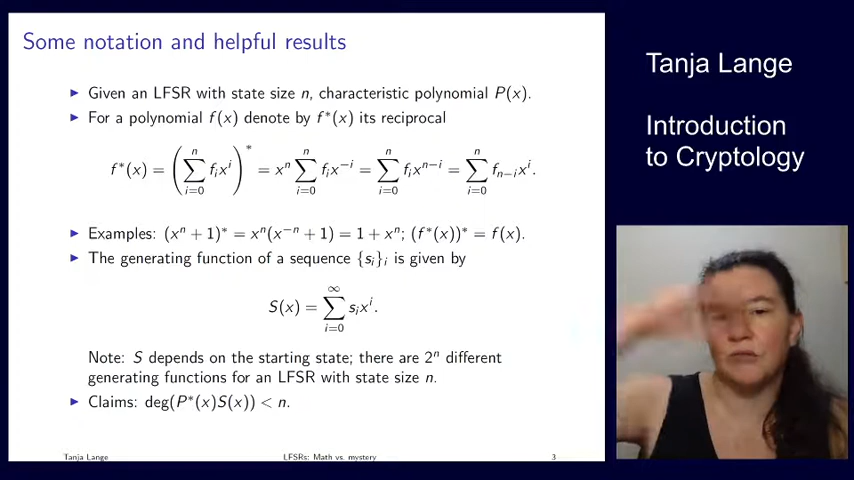 Some notation and helpful results
▶ Given an LFSR with state size n, characteristic polynomial P(x).
▶ For a polynomial f(x) denote by f*(x) its reciprocal
f*(x) = (∑_{i=0}^{n} f_i x^i)^* = x^n ∑_{i=0}^{n} f_i x^{-i} = ∑_{i=0}^{n} f_i x^{n-i} = ∑_{i=0}^{n} f_{n-i} x^i.
▶ Examples: (x^n + 1)* = x^n(x^{-n} + 1) = 1 + x^n; (f*(x))* = f(x).
▶ The generating function of a sequence {s_i}_i is given by
S(x) = ∑_{i=0}^{∞} s_i x^i.
Note: S depends on the starting state; there are 2^n different
generating functions for an LFSR with state size n.
▶ Claims: deg(P*(x)S(x)) < n.
Tanja Lange
LFSRs: Math vs. mystery
3
Tanja Lange
Introduction
to Cryptology